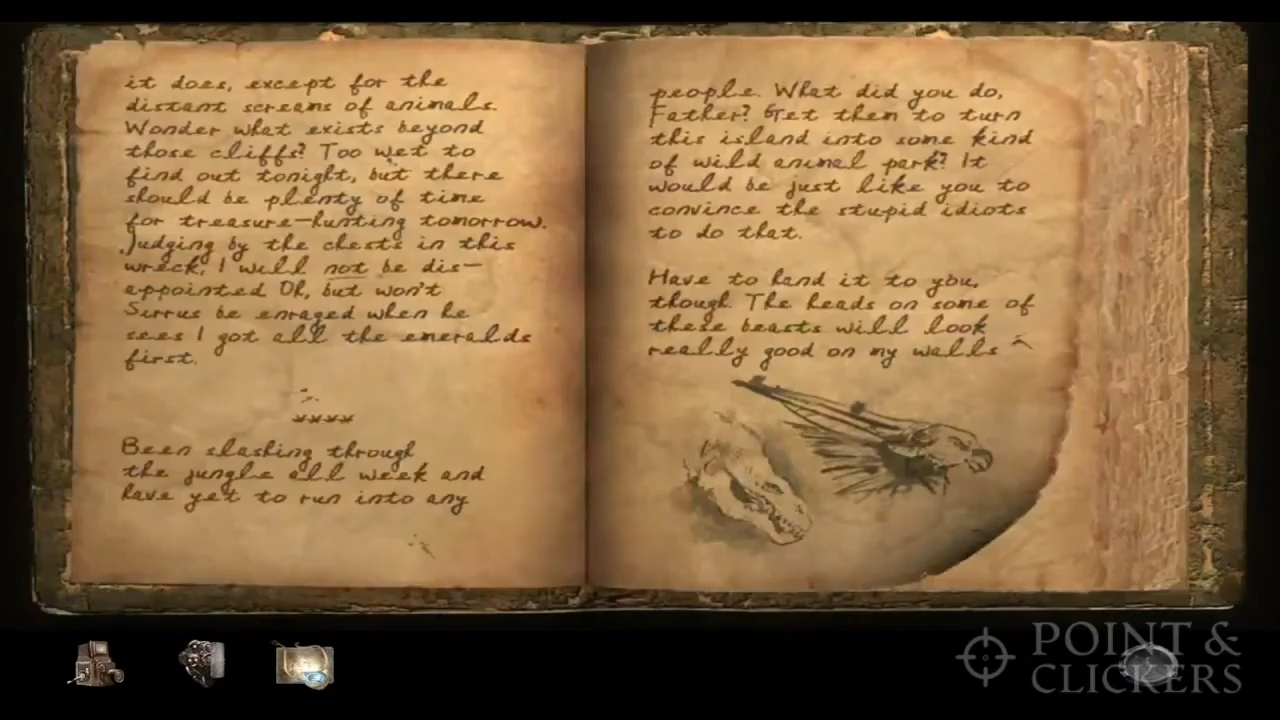 it does, except for the
distant screams of animals.
Wonder what exists beyond
those cliffs? Too wet to
find out tonight, but there
should be plenty of time
for treasure-hunting tomorrow.
Judging by the chests in this
wreck, I will not be dis-
appointed Oh, but won't
Sirrus be enraged when he
sees I got all the emeralds
first.
Been slashing through
the jungle all week and
have yet to run into any
people. What did you do,
Father? Get them to turn
this island into some kind
of wild animal park? It
would be just like you to
convince the stupid idiots
to do that.
Have to hand it to you,
though. The heads on some of
these beasts will look
really good on my walls
POINT &
CLICKERS